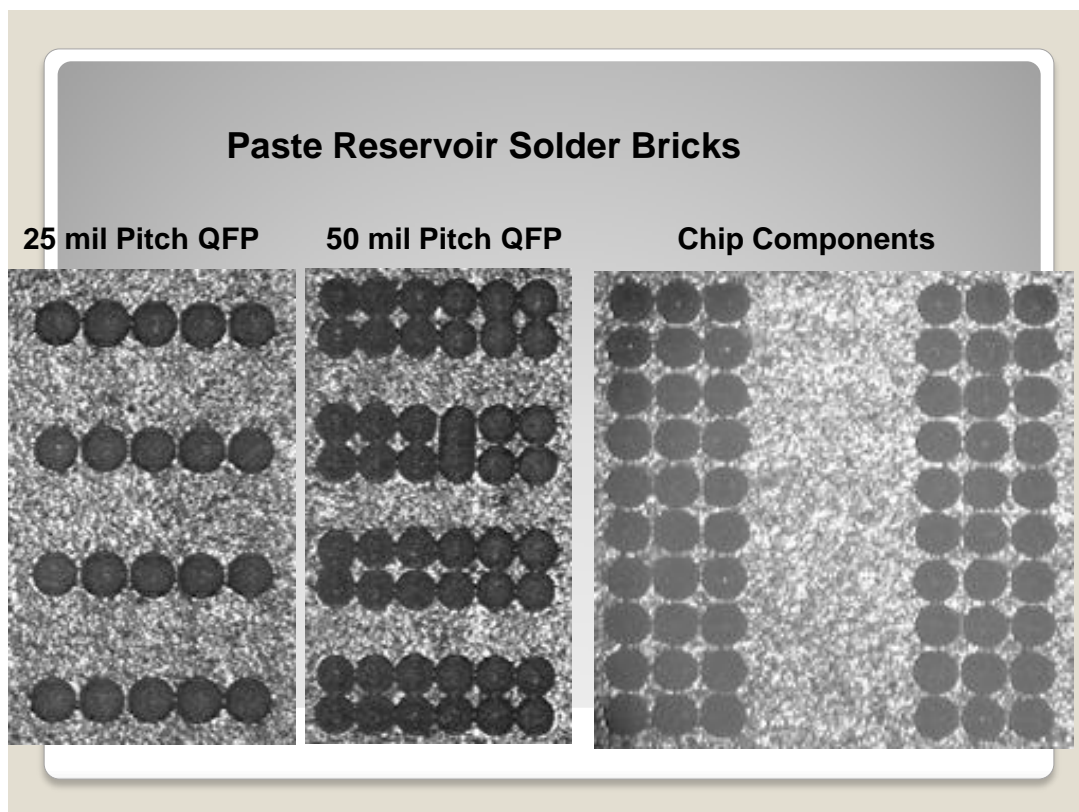 Paste Reservoir Solder Bricks
25 mil Pitch QFP 50 mil Pitch QFP Chip Components